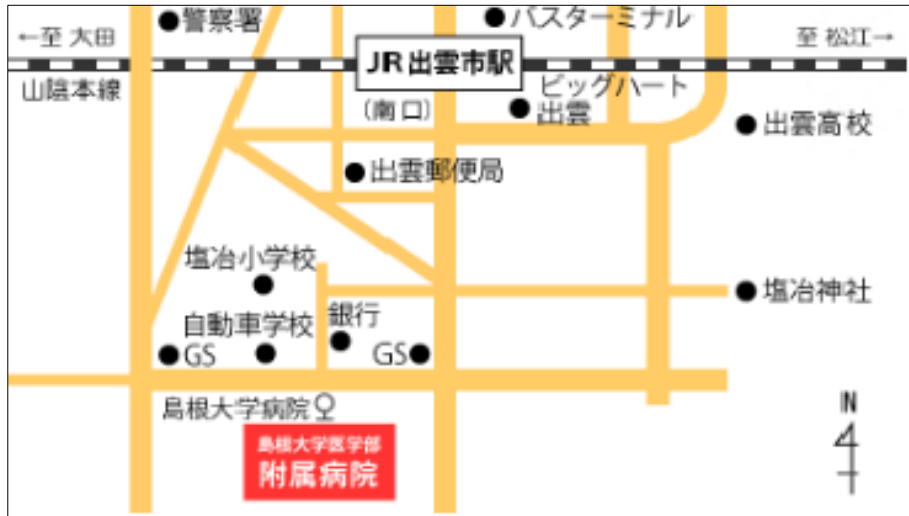 警察署
バスターミナル
←至 大田
至 松江→
JR出雲市駅
山陰本線
ビッグハート
出雲
(南口)
出雲高校
出雲郵便局
塩冶小学校
塩冶神社
自動車学校
銀行
GS
GS
島根大学病院
N
島根大学医学部
附属病院